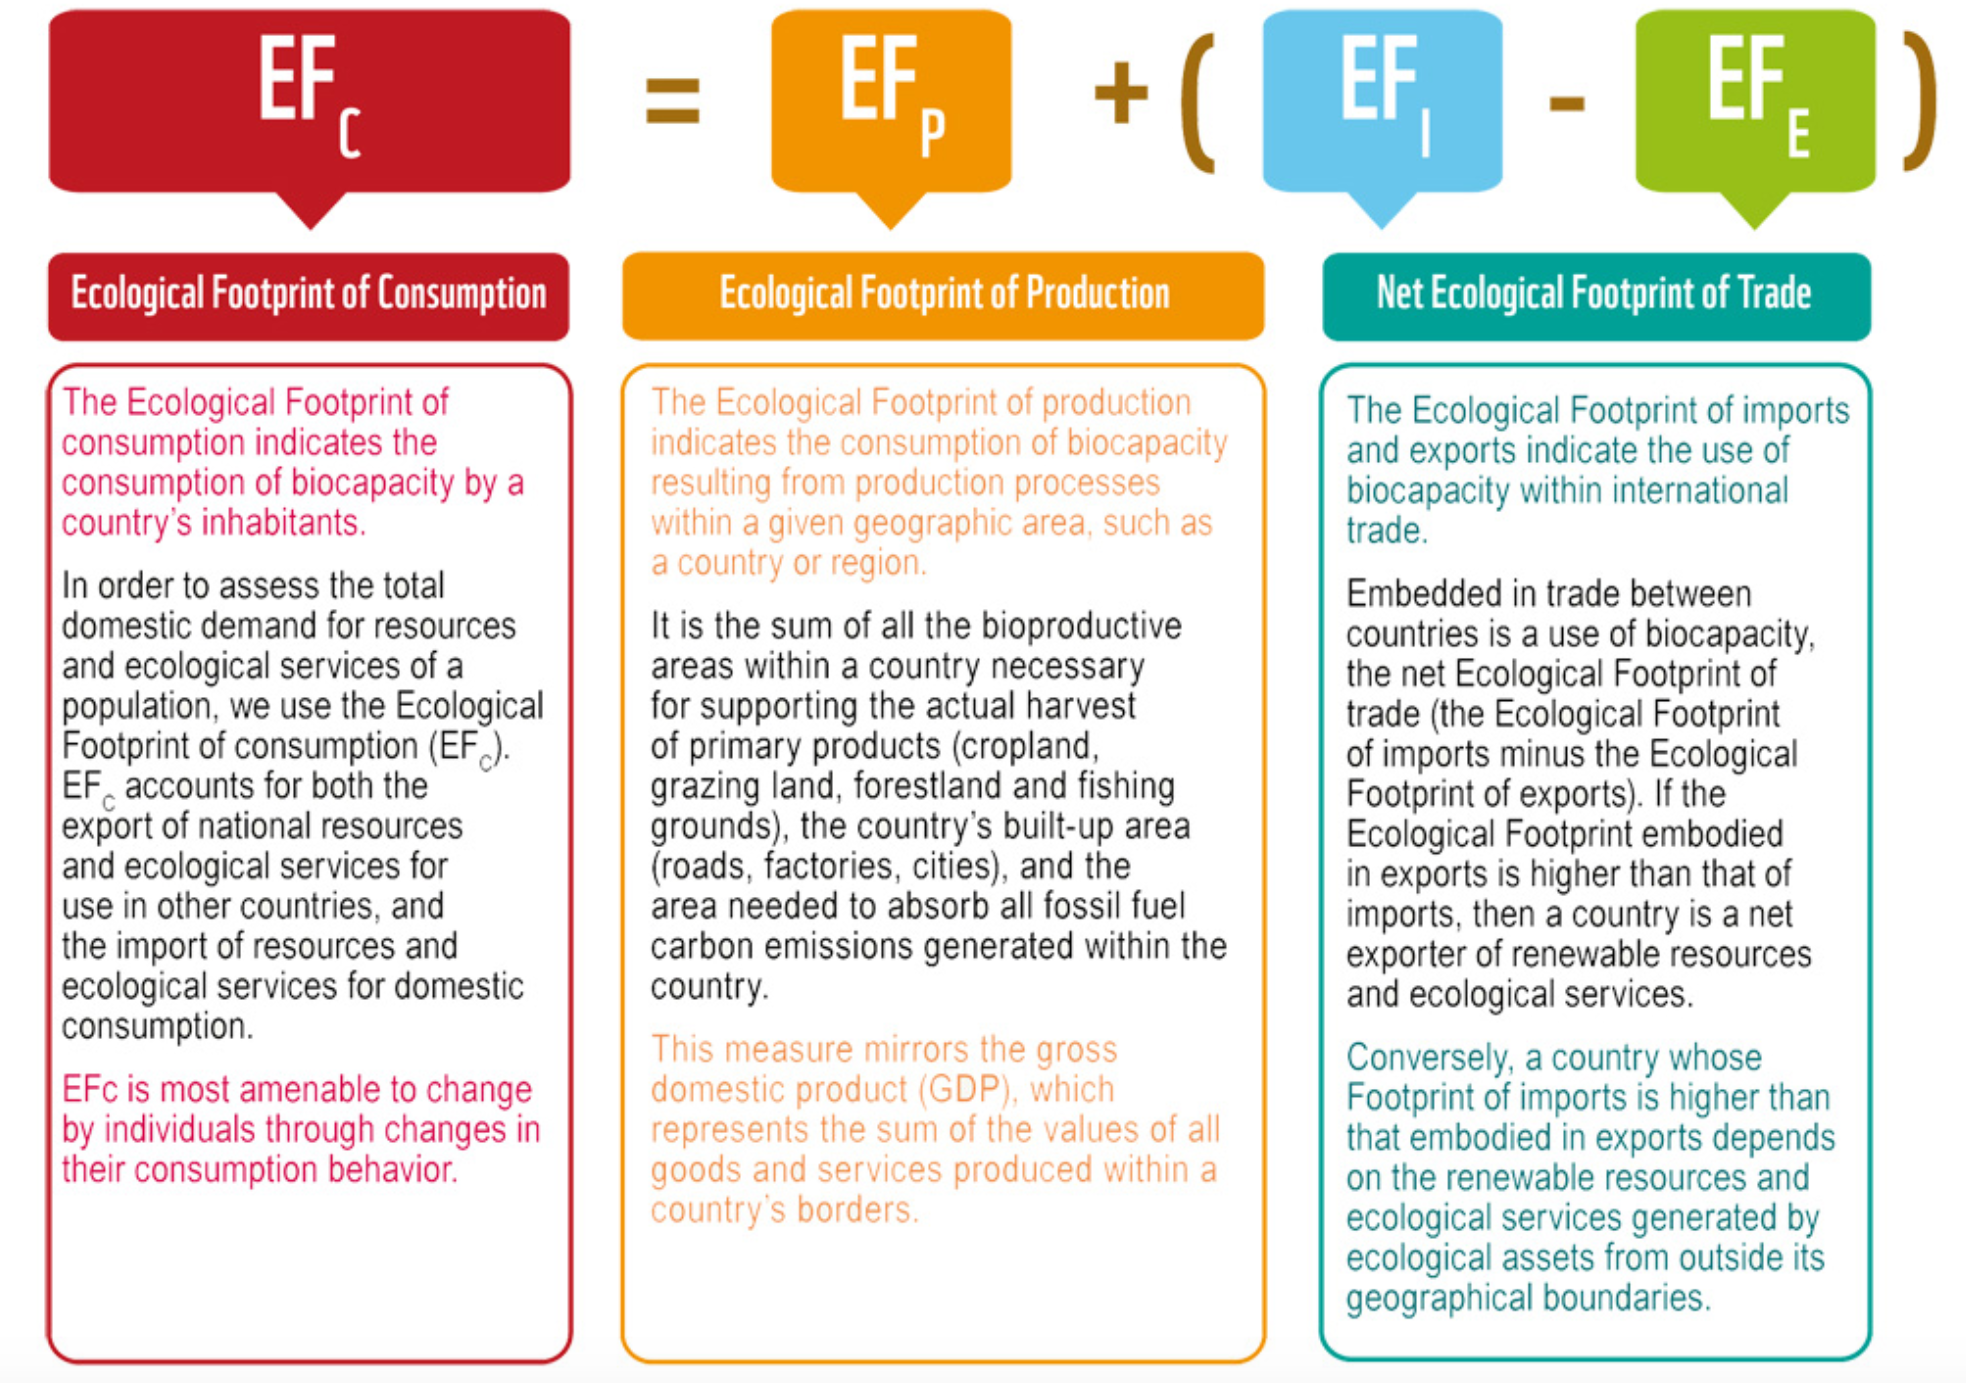 EFC = EFP + ( EFI - EFE )
Ecological Footprint of Consumption
The Ecological Footprint of
consumption indicates the
consumption of biocapacity by a
country's inhabitants.
In order to assess the total
domestic demand for resources
and ecological services of a
population, we use the Ecological
Footprint of consumption (EFC).
EFC accounts for both the
export of national resources
and ecological services for
use in other countries, and
the import of resources and
ecological services for domestic
consumption.
EFc is most amenable to change
by individuals through changes in
their consumption behavior.
Ecological Footprint of Production
The Ecological Footprint of production
indicates the consumption of biocapacity
resulting from production processes
within a given geographic area, such as
a country or region.
It is the sum of all the bioproductive
areas within a country necessary
for supporting the actual harvest
of primary products (cropland,
grazing land, forestland and fishing
grounds), the country's built-up area
(roads, factories, cities), and the
area needed to absorb all fossil fuel
carbon emissions generated within the
country.
This measure mirrors the gross
domestic product (GDP), which
represents the sum of the values of all
goods and services produced within a
country's borders.
Net Ecological Footprint of Trade
The Ecological Footprint of imports
and exports indicate the use of
biocapacity within international
trade.
Embedded in trade between
countries is a use of biocapacity,
the net Ecological Footprint of
trade (the Ecological Footprint
of imports minus the Ecological
Footprint of exports). If the
Ecological Footprint embodied
in exports is higher than that of
imports, then a country is a net
exporter of renewable resources
and ecological services.
Conversely, a country whose
Footprint of imports is higher than
that embodied in exports depends
on the renewable resources and
ecological services generated by
ecological assets from outside its
geographical boundaries.